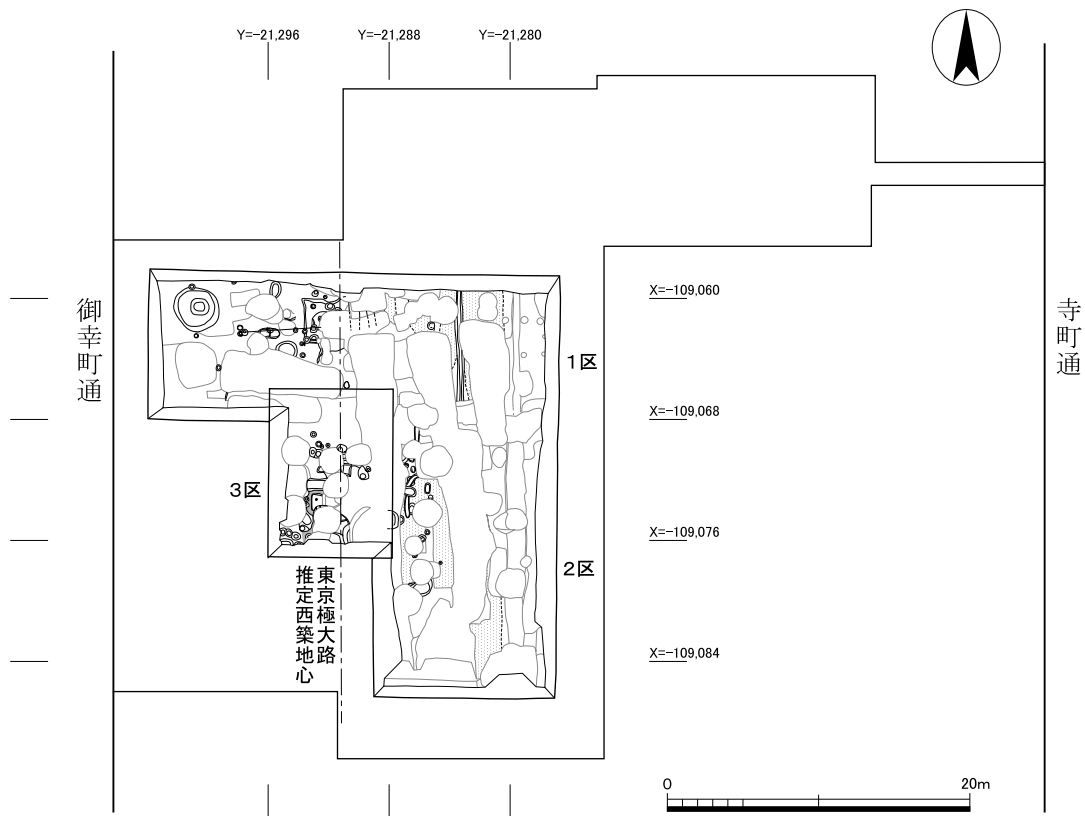 Y=−21,296
Y=−21,288
Y=−21,280
X=−109,060
御幸町通
寺町通
1区
X=−109,068
3区
X=−109,076
2区
東京極大路
推定西築地心
X=−109,084
0
20m